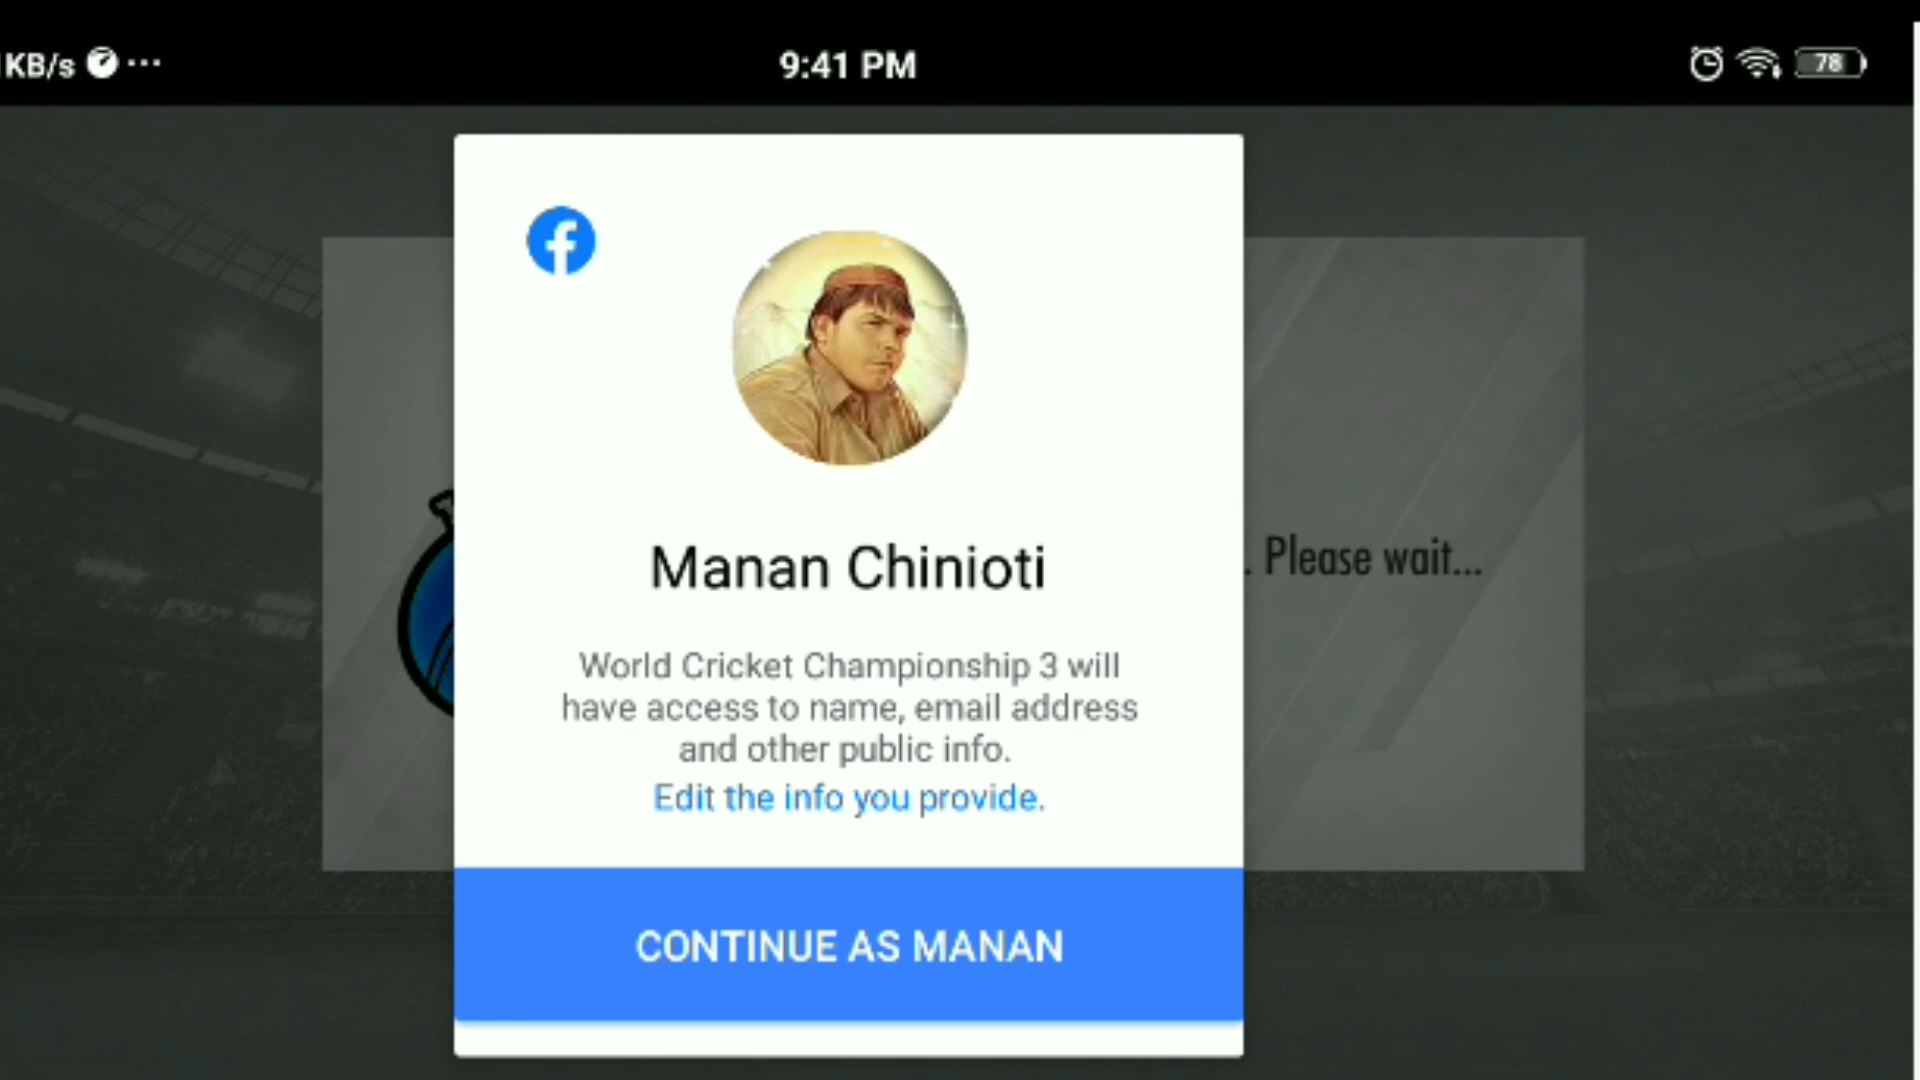 KB/s ...
9:41 PM
78
Manan Chinioti
World Cricket Championship 3 will
have access to name, email address
and other public info.
Edit the info you provide.
. Please wait...
CONTINUE AS MANAN